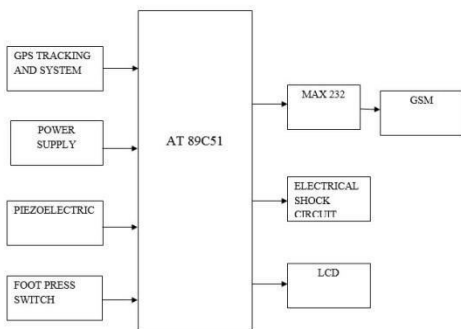 GPS TRACKING
AND SYSTEM
POWER
SUPPLY
PIEZOELECTRIC
FOOT PRESS
SWITCH
AT 89C51
MAX 232
GSM
ELECTRICAL
SHOCK
CIRCUIT
LCD